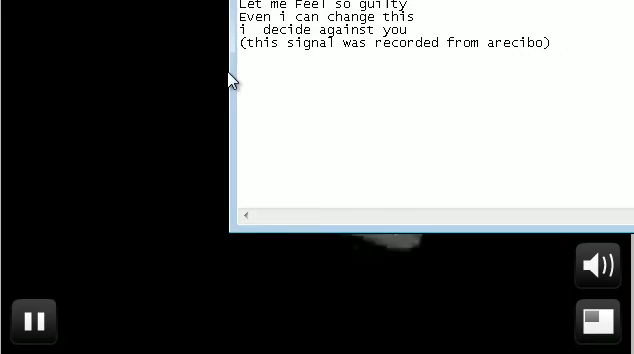 Let me Feel so guilty
Even i can change this
i  decide against you
(this signal was recorded from arecibo)